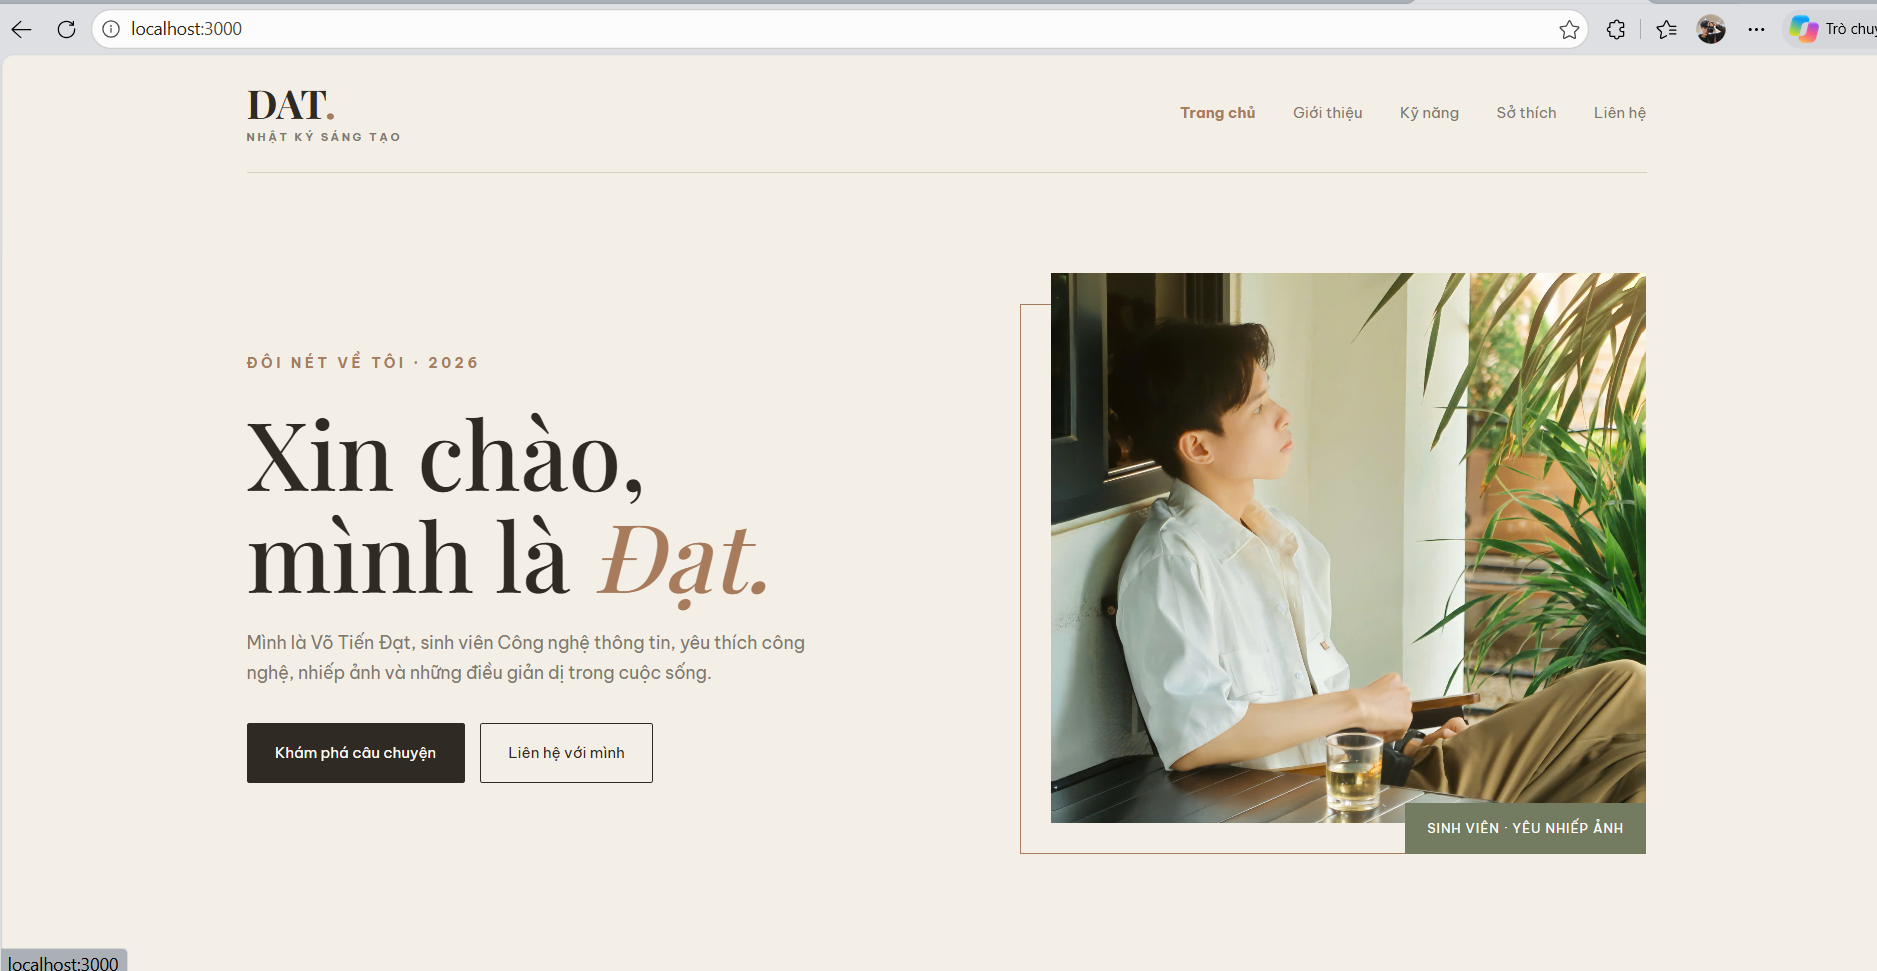 localhost:3000
Trò chuy
DAT.
NHẬT KÝ SÁNG TẠO
Trang chủ
Giới thiệu
Kỹ năng
Sở thích
Liên hệ
ĐÔI NÉT VỀ TÔI · 2026
Xin chào,
mình là Đạt.
Mình là Võ Tiến Đạt, sinh viên Công nghệ thông tin, yêu thích công
nghệ, nhiếp ảnh và những điều giản dị trong cuộc sống.
Khám phá câu chuyện
Liên hệ với mình
SINH VIÊN · YÊU NHIẾP ẢNH
localhost:3000